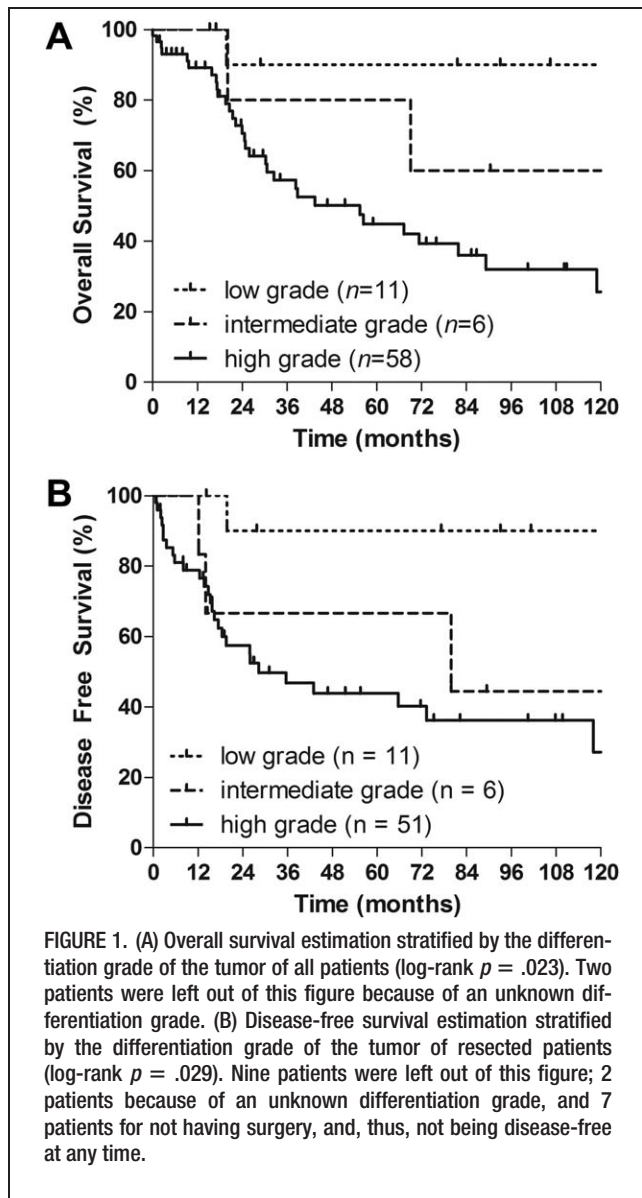 A
100
80
60
40
20
0
Overall Survival (%)
low grade (n=11)
intermediate grade (n=6)
high grade (n=58)
0 12 24 36 48 60 72 84 96 108 120
Time (months)
B
100
80
60
40
20
0
Disease Free Survival (%)
low grade (n = 11)
intermediate grade (n = 6)
high grade (n = 51)
0 12 24 36 48 60 72 84 96 108 120
Time (months)
FIGURE 1. (A) Overall survival estimation stratified by the differen-
tiation grade of the tumor of all patients (log-rank p = .023). Two
patients were left out of this figure because of an unknown dif-
ferentiation grade. (B) Disease-free survival estimation stratified
by the differentiation grade of the tumor of resected patients
(log-rank p = .029). Nine patients were left out of this figure; 2
patients because of an unknown differentiation grade, and 7
patients for not having surgery, and, thus, not being disease-free
at any time.